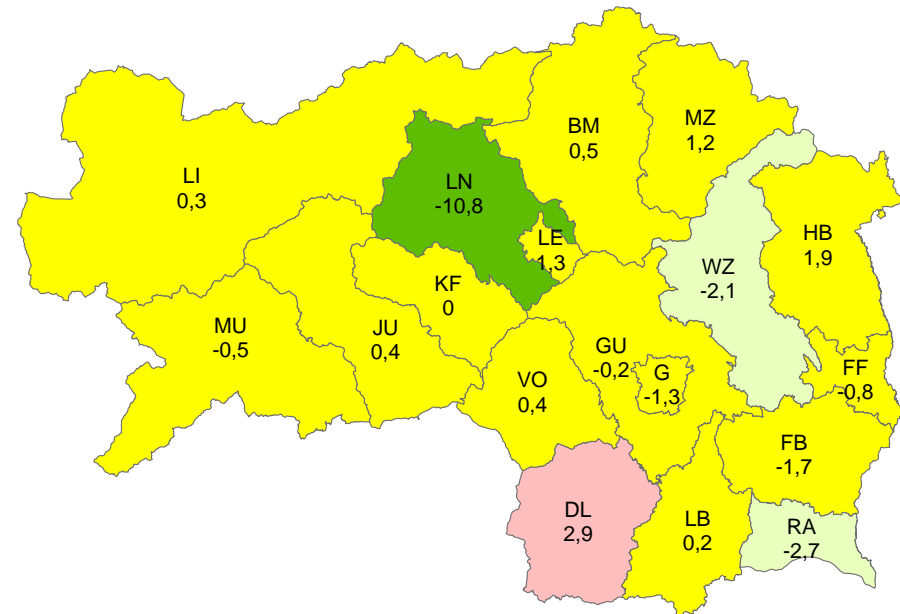 BM
0,5
MZ
1,2
LI
0,3
LN
-10,8
LE
1,3
HB
1,9
WZ
-2,1
KF
0
MU
-0,5
JU
0,4
GU
-0,2
G
-1,3
FF
-0,8
VO
0,4
FB
-1,7
DL
2,9
LB
0,2
RA
-2,7